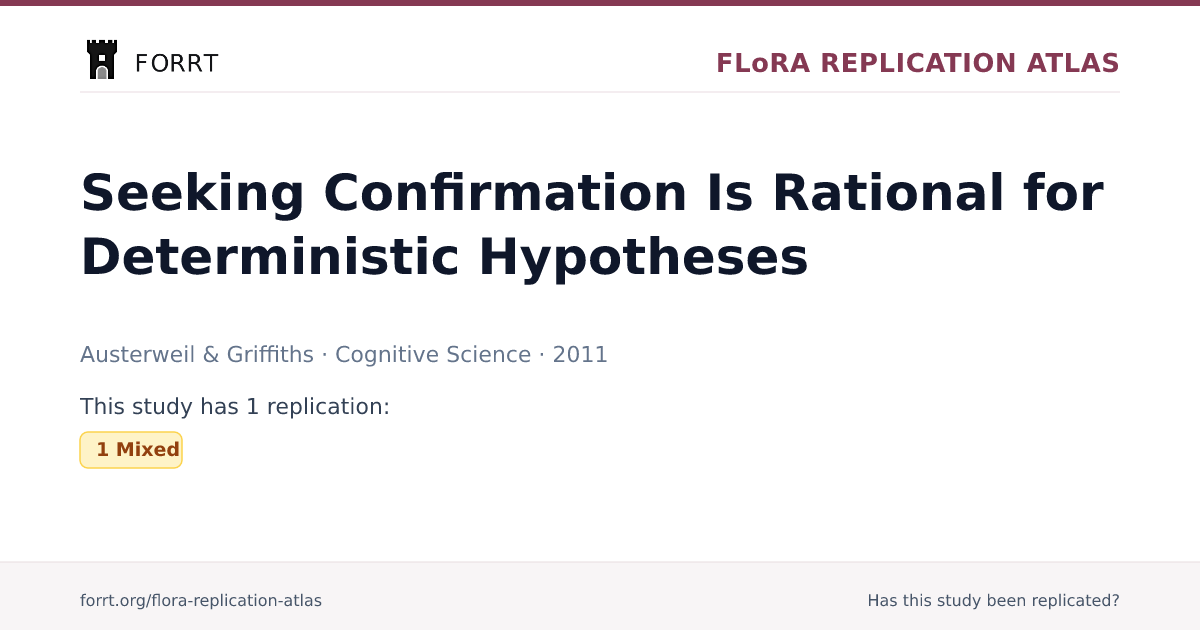 FORRT
FLoRA REPLICATION ATLAS
Seeking Confirmation Is Rational for
Deterministic Hypotheses
Austerweil & Griffiths · Cognitive Science · 2011
This study has 1 replication:
1 Mixed
forrt.org/flora-replication-atlas
Has this study been replicated?